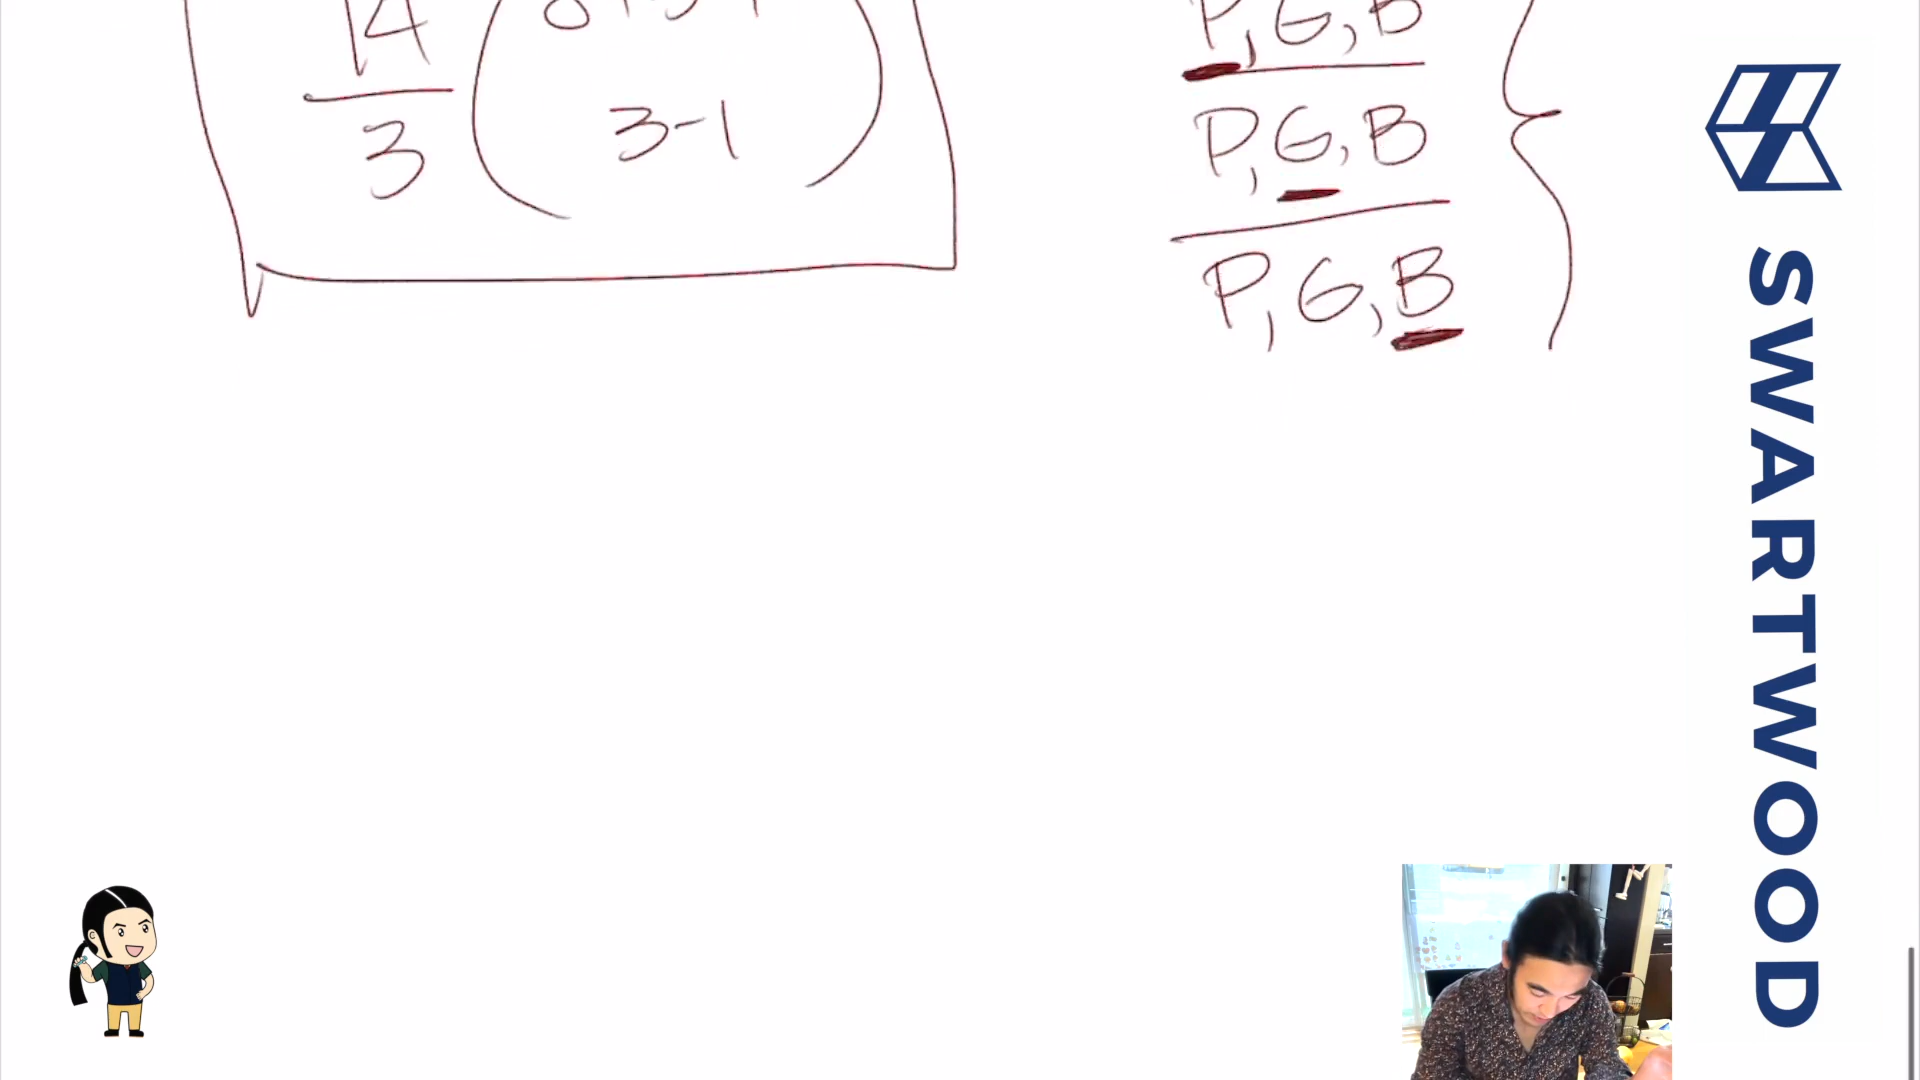 14
3
3-1
P, G, B
P, G, B
P, G, B
SWARTWOOD